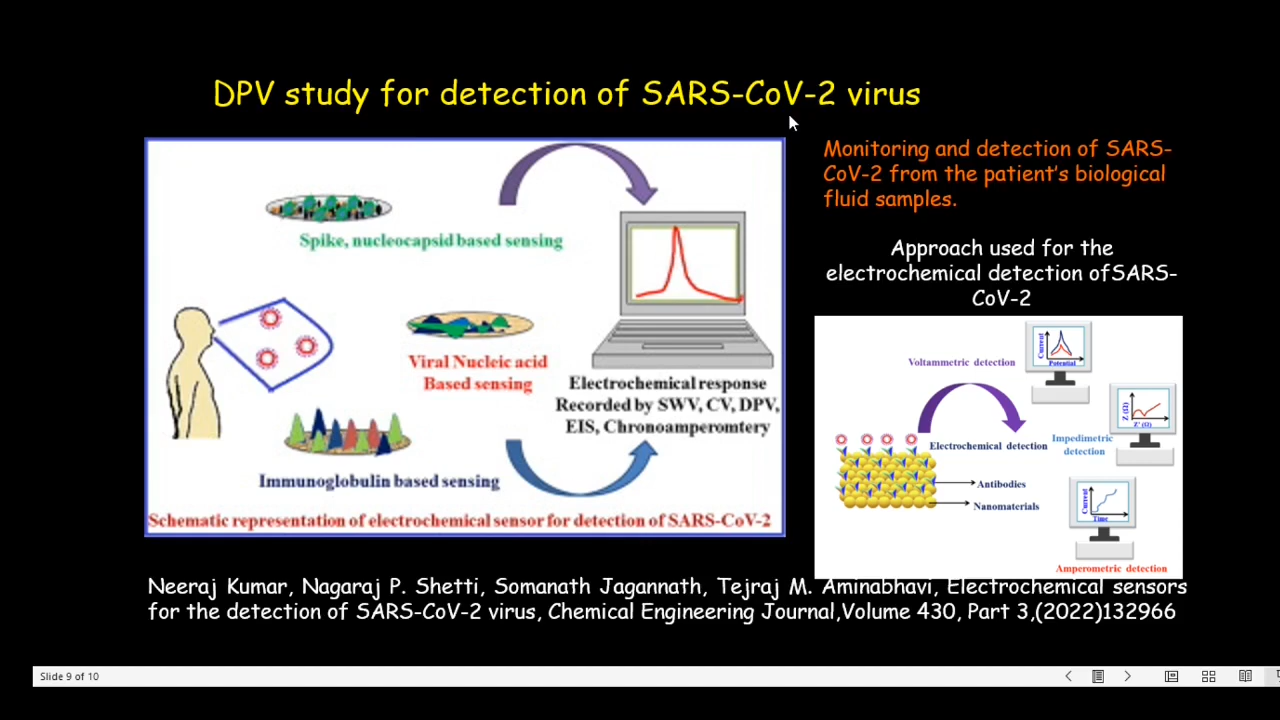 DPV study for detection of SARS-CoV-2 virus
Spike, nucleocapsid based sensing
Viral Nucleic acid
Based sensing
Immunoglobulin based sensing
Electrochemical response
Recorded by SWV, CV, DPV,
EIS, Chronoamperomtery
Schematic representation of electrochemical sensor for detection of SARS-CoV-2
Monitoring and detection of SARS-
CoV-2 from the patient's biological
fluid samples.
Approach used for the
electrochemical detection ofSARS-
CoV-2
Voltammetric detection
Current
Potential
Electrochemical detection
Impedimetric
detection
Z (Ω)
Z' (Ω)
Antibodies
Nanomaterials
Current
Time
Amperometric detection
Neeraj Kumar, Nagaraj P. Shetti, Somanath Jagannath, Tejraj M. Aminabhavi, Electrochemical sensors
for the detection of SARS-CoV-2 virus, Chemical Engineering Journal,Volume 430, Part 3,(2022)132966
Slide 9 of 10